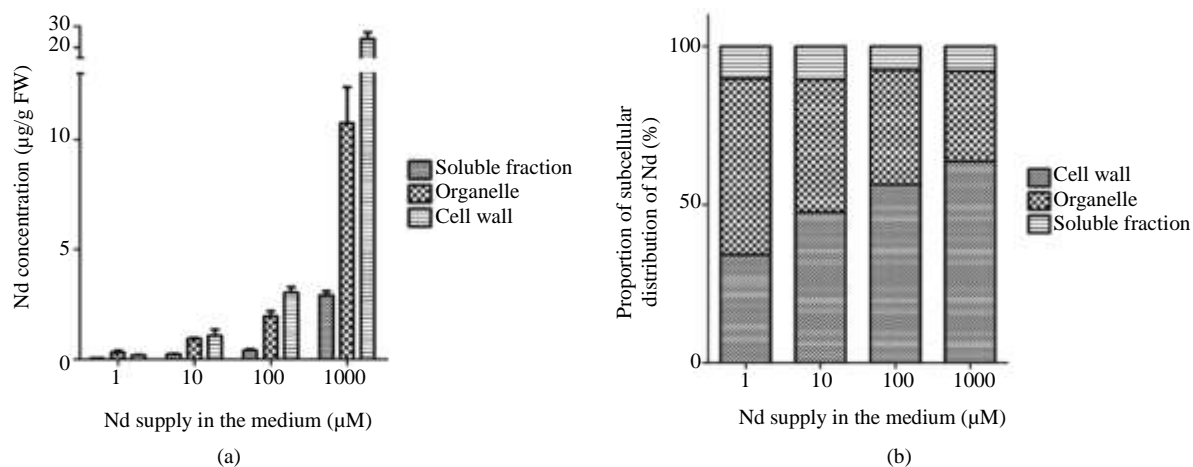 Nd concentration (µg/g FW)
30
20
10
5
0
1
10
100
1000
Nd supply in the medium (µM)
Soluble fraction
Organelle
Cell wall
(a)
Proportion of subcellular
distribution of Nd (%)
100
50
0
1
10
100
1000
Nd supply in the medium (µM)
Cell wall
Organelle
Soluble fraction
(b)